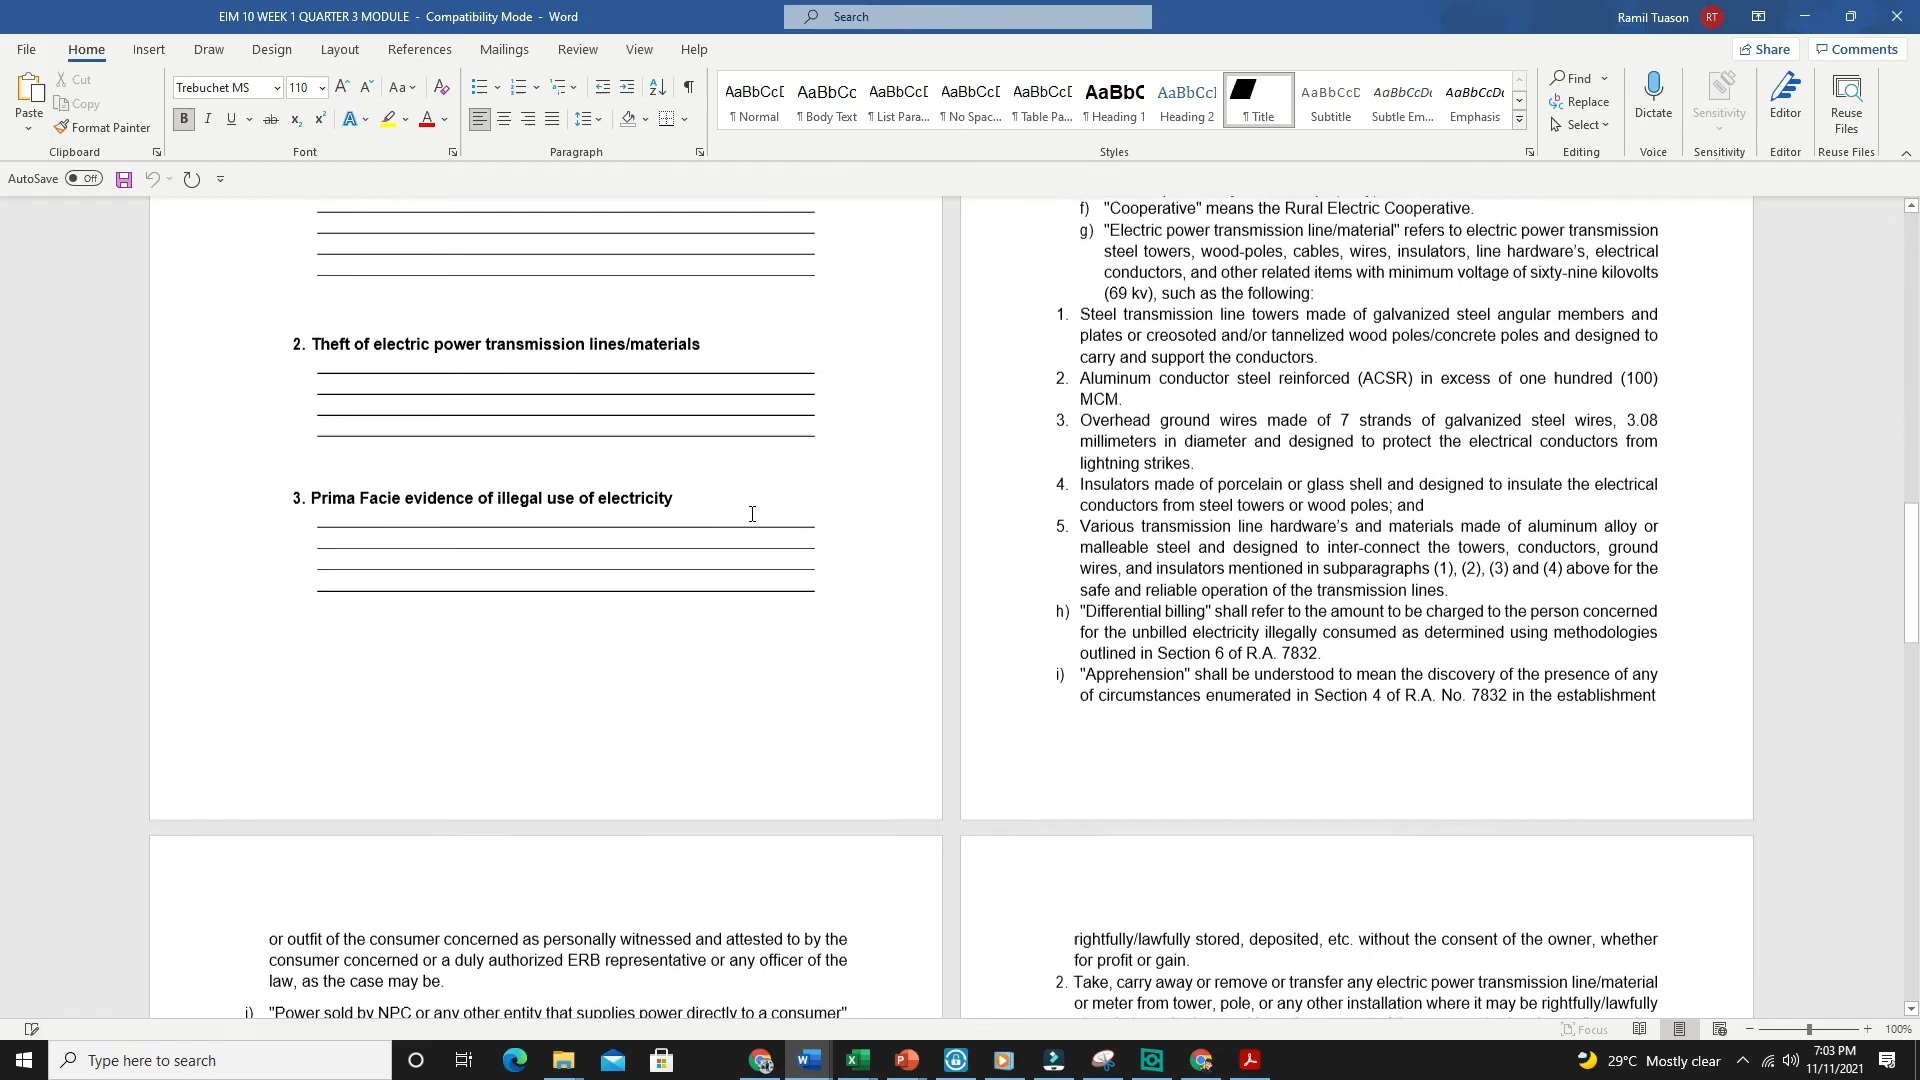 EIM 10 WEEK 1 QUARTER 3 MODULE - Compatibility Mode - Word
Search
Ramil Tuason
RT
File Home Insert Draw Design Layout References Mailings Review View Help
Share
Comments
Paste
Cut
Copy
Format Painter
Clipboard
Trebuchet MS
110
Font
Paragraph
AaBbCcD
¶ Normal
AaBbCc
¶ Body Text
AaBbCcD
¶ List Para...
AaBbCcD
¶ No Spac...
AaBbCcD
¶ Table Pa...
AaBbC
¶ Heading 1
AaBbCc
Heading 2
¶ Title
AaBbCcD
Subtitle
AaBbCcDc
Subtle Em...
AaBbCcDc
Emphasis
Styles
Find
Replace
Select
Editing
Dictate
Voice
Sensitivity
Sensitivity
Editor
Editor
Reuse
Files
Reuse Files
AutoSave Off
2. Theft of electric power transmission lines/materials
3. Prima Facie evidence of illegal use of electricity
f) "Cooperative" means the Rural Electric Cooperative.
g) "Electric power transmission line/material" refers to electric power transmission
steel towers, wood-poles, cables, wires, insulators, line hardware's, electrical
conductors, and other related items with minimum voltage of sixty-nine kilovolts
(69 kv), such as the following:
1. Steel transmission line towers made of galvanized steel angular members and
plates or creosoted and/or tannelized wood poles/concrete poles and designed to
carry and support the conductors.
2. Aluminum conductor steel reinforced (ACSR) in excess of one hundred (100)
MCM.
3. Overhead ground wires made of 7 strands of galvanized steel wires, 3.08
millimeters in diameter and designed to protect the electrical conductors from
lightning strikes.
4. Insulators made of porcelain or glass shell and designed to insulate the electrical
conductors from steel towers or wood poles; and
5. Various transmission line hardware's and materials made of aluminum alloy or
malleable steel and designed to inter-connect the towers, conductors, ground
wires, and insulators mentioned in subparagraphs (1), (2), (3) and (4) above for the
safe and reliable operation of the transmission lines.
h) "Differential billing" shall refer to the amount to be charged to the person concerned
for the unbilled electricity illegally consumed as determined using methodologies
outlined in Section 6 of R.A. 7832.
i) "Apprehension" shall be understood to mean the discovery of the presence of any
of circumstances enumerated in Section 4 of R.A. No. 7832 in the establishment
or outfit of the consumer concerned as personally witnessed and attested to by the
consumer concerned or a duly authorized ERB representative or any officer of the
law, as the case may be.
j) "Power sold by NPC or any other entity that supplies power directly to a consumer"
rightfully/lawfully stored, deposited, etc. without the consent of the owner, whether
for profit or gain.
2. Take, carry away or remove or transfer any electric power transmission line/material
or meter from tower, pole, or any other installation where it may be rightfully/lawfully
Focus
100%
Type here to search
29°C Mostly clear
7:03 PM
11/11/2021